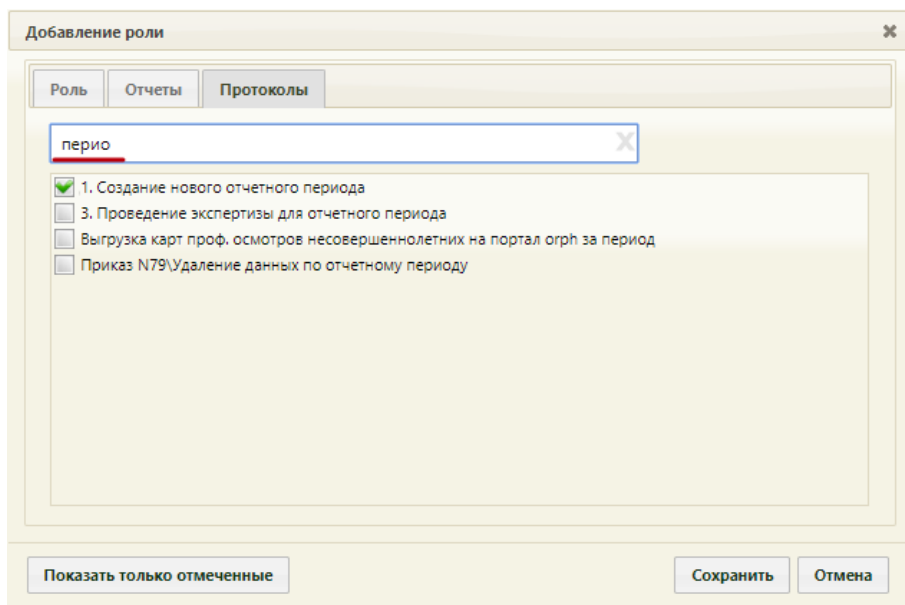 Добавление роли
Роль Отчеты Протоколы
перио
1. Создание нового отчетного периода
3. Проведение экспертизы для отчетного периода
Выгрузка карт проф. осмотров несовершеннолетних на портал orph за период
Приказ N79\Удаление данных по отчетному периоду
Показать только отмеченные Сохранить Отмена